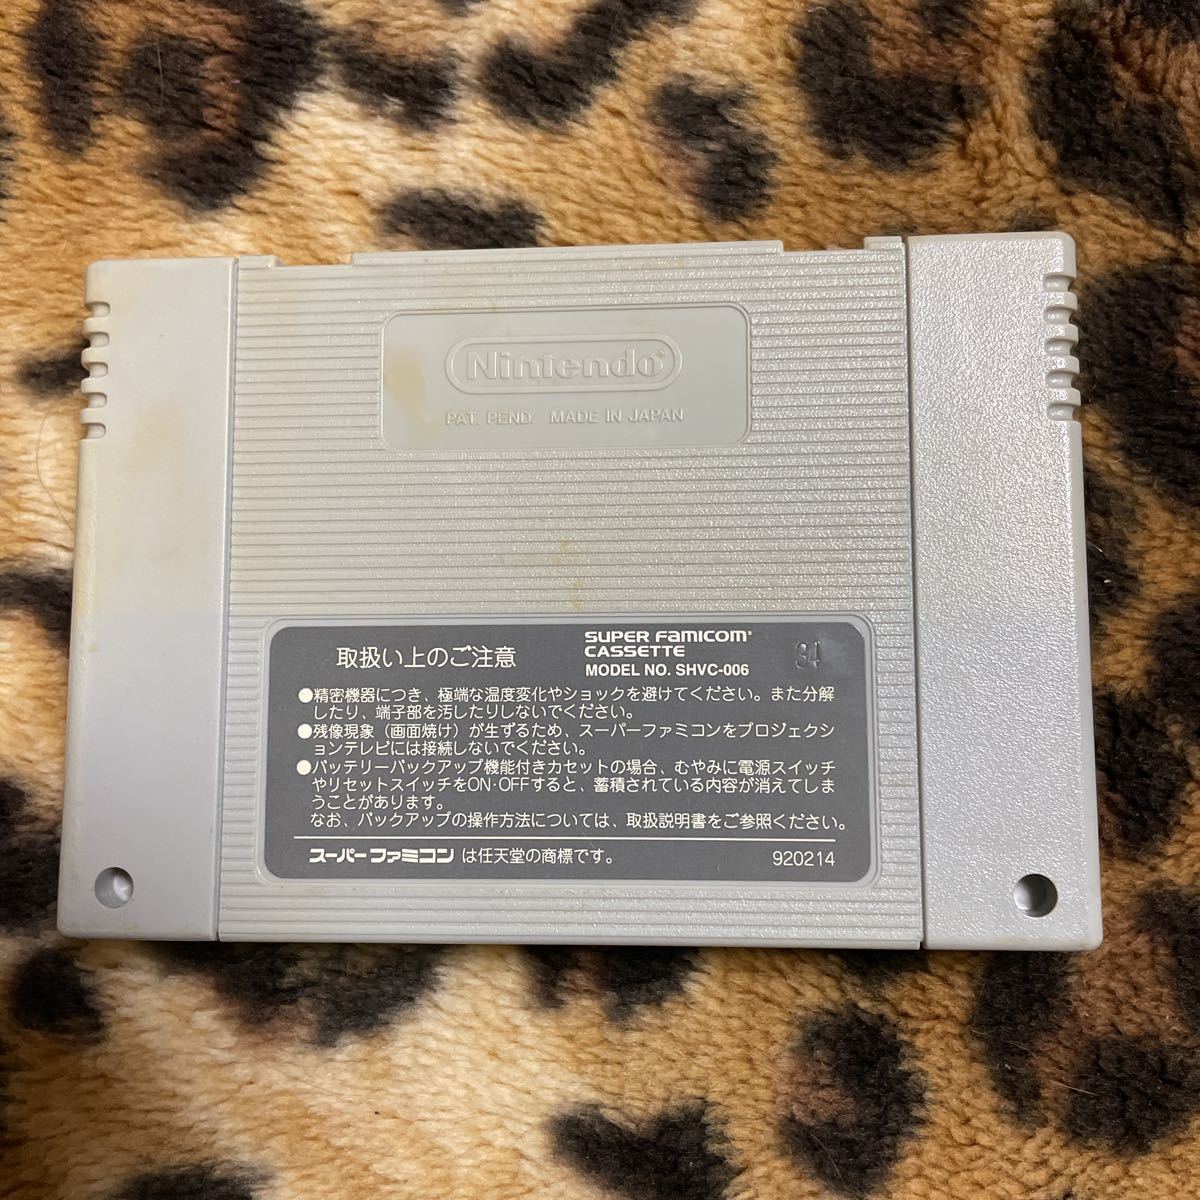 Nintendo®
PAT. PEND. MADE IN JAPAN
取扱い上のご注意
SUPER FAMICOM®
CASSETTE
MODEL NO. SHVC-006
34
●精密機器につき、極端な温度変化やショックを避けてください。また分解
したり、端子部を汚したりしないでください。
●残像現象(画面焼け)が生ずるため、スーパーファミコンをプロジェクシ
ョンテレビには接続しないでください。
●バッテリーバックアップ機能付きカセットの場合、むやみに電源スイッチ
やリセットスイッチをON・OFFすると、蓄積されている内容が消えてしま
うことがあります。
なお、バックアップの操作方法については、取扱説明書をご参照ください。
スーパーファミコン は任天堂の商標です。
920214